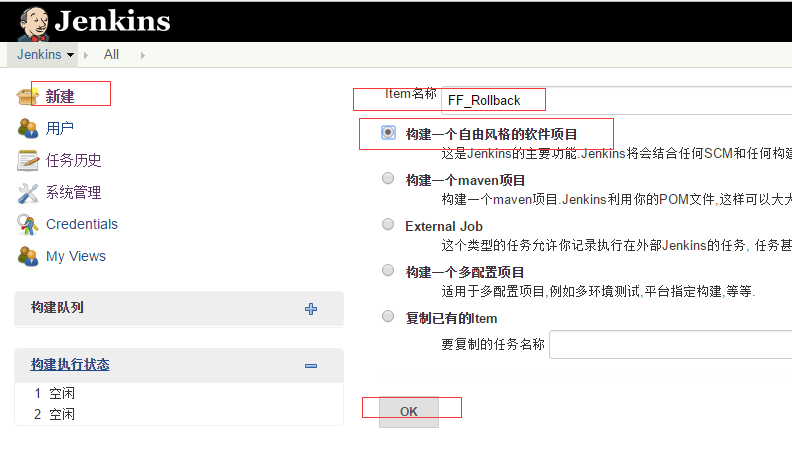 Jenkins
Jenkins All
新建
用户
任务历史
系统管理
Credentials
My Views
构建队列
构建执行状态
1 空闲
2 空闲
Item名称 FF_Rollback
构建一个自由风格的软件项目
这是Jenkins的主要功能.Jenkins将会结合任何SCM和任何构建
构建一个maven项目
构建一个maven项目.Jenkins利用你的POM文件,这样可以大大
External Job
这个类型的任务允许你记录执行在外部Jenkins的任务, 任务甚
构建一个多配置项目
适用于多配置项目,例如多环境测试,平台指定构建,等等.
复制已有的Item
要复制的任务名称
OK